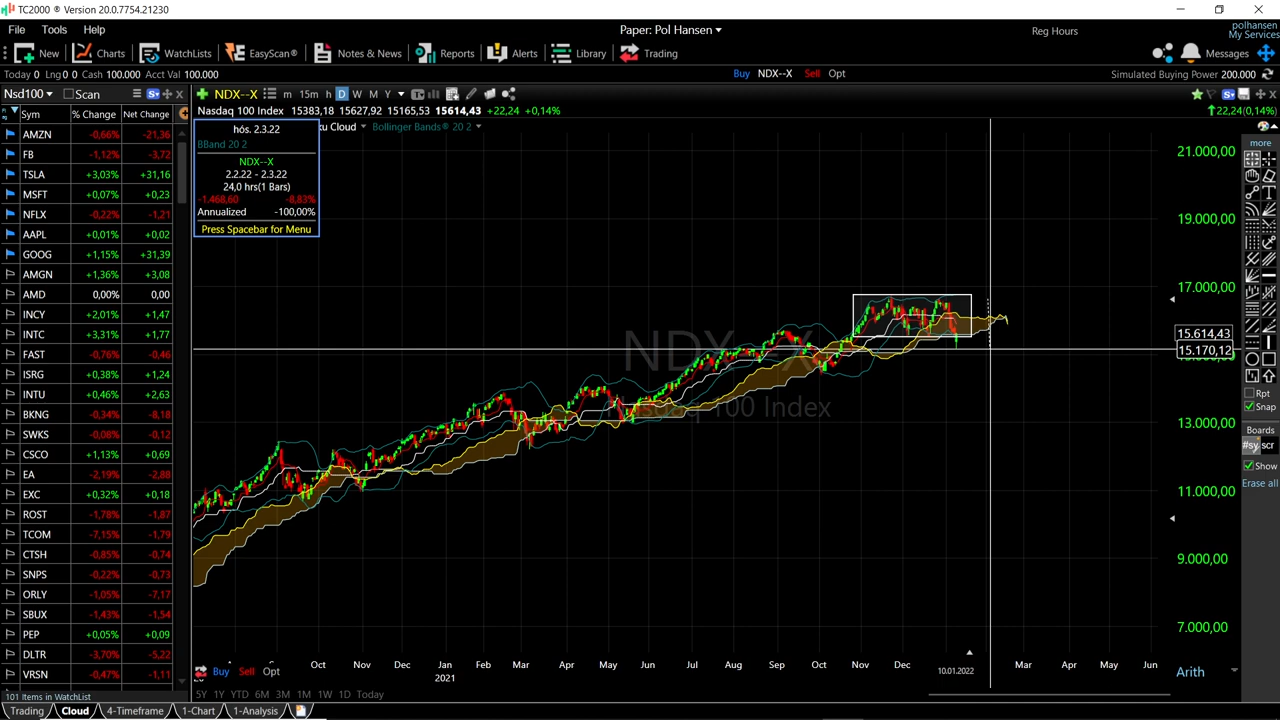 TC2000 ® Version 20.0.7754.21230
File Tools Help Paper: Pol Hansen Reg Hours polhansen
My Services
New Charts WatchLists EasyScan® Notes & News Reports Alerts Library Trading Messages
Today 0 Lng 0 0 Cash 100.000 Acct Val 100.000 Buy NDX--X Sell Opt Simulated Buying Power 200.000
Nsd100 Scan NDX--X m 15m h D W M Y
Nasdaq 100 Index 15383,18 15627,92 15165,53 15614,43 +22,24 +0,14% 22,24(0,14%)
Sym % Change Net Change
hós. 2.3.22 ku Cloud Bollinger Bands® 20 2
BBand 20 2
NDX--X
2.2.22 - 2.3.22
24,0 hrs(1 Bars)
-1.468,60 -8,83%
Annualized -100,00%
Press Spacebar for Menu
AMZN -0,66% -21,36
FB -1,12% -3,72
TSLA +3,03% +31,16
MSFT +0,07% +0,23
NFLX -0,22% -1,21
AAPL +0,01% +0,02
GOOG +1,15% +31,39
AMGN +1,36% +3,08
AMD 0,00% 0,00
INCY +2,01% +1,47
INTC +3,31% +1,77
FAST -0,76% -0,46
ISRG +0,38% +1,24
INTU +0,46% +2,63
BKNG -0,34% -8,18
SWKS -0,08% -0,12
CSCO +1,13% +0,69
EA -2,19% -2,88
EXC +0,32% +0,18
ROST -1,78% -1,87
TCOM -7,15% -1,79
CTSH -0,85% -0,74
SNPS -0,22% -0,73
ORLY -1,05% -7,17
SBUX -1,43% -1,54
PEP +0,05% +0,09
DLTR -3,70% -5,22
VRSN -0,47% -1,11
NDX--X
Nasdaq 100 Index
21.000,00
19.000,00
17.000,00
15.614,43
15.170,12
13.000,00
11.000,00
9.000,00
7.000,00
more
Rpt
Snap
Boards
#sy scr
Show
Erase all
Oct Nov Dec Jan Feb Mar Apr May Jun Jul Aug Sep Oct Nov Dec Mar Apr May Jun
2021
10.01.2022
Arith
Buy Sell Opt
5Y 1Y YTD 6M 3M 1M 1W 1D Today
101 Items in WatchList
Trading Cloud 4-Timeframe 1-Chart 1-Analysis